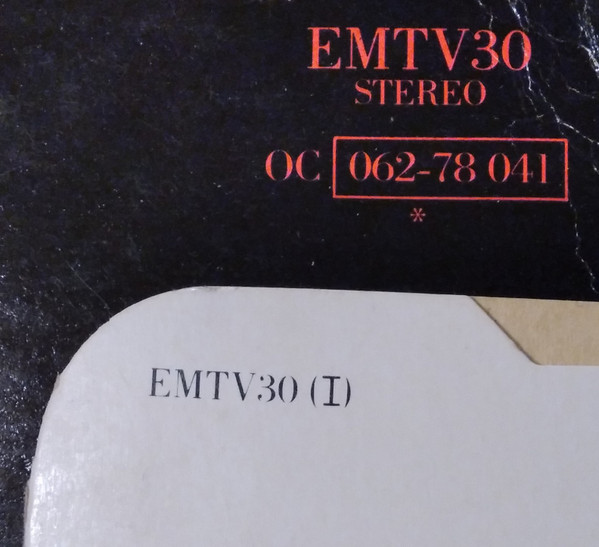 EMTV30
STEREO
OC 062-78 041
*
EMTV30 (I)